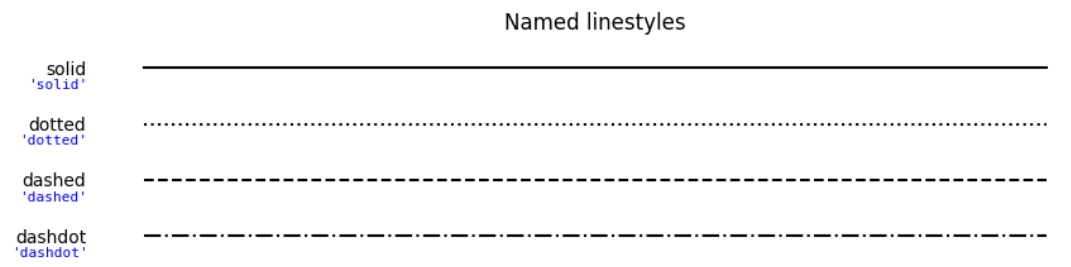 Named linestyles
solid
'solid'
dotted
'dotted'
dashed
'dashed'
dashdot
'dashdot'